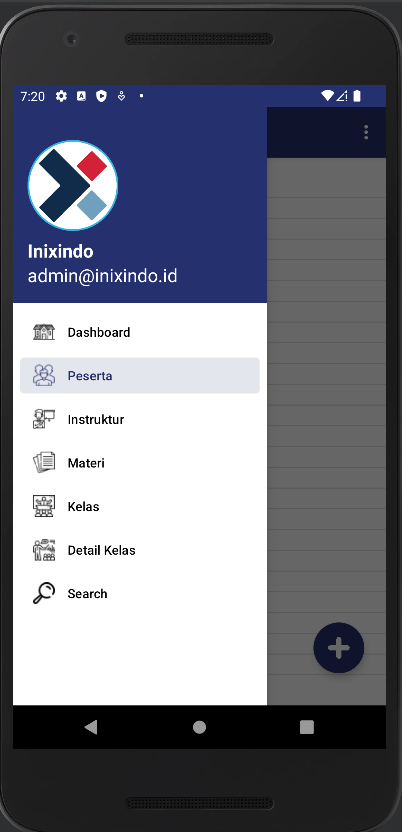 7:20
Inixindo
admin@inixindo.id
Dashboard
Peserta
Instruktur
Materi
Kelas
Detail Kelas
Search